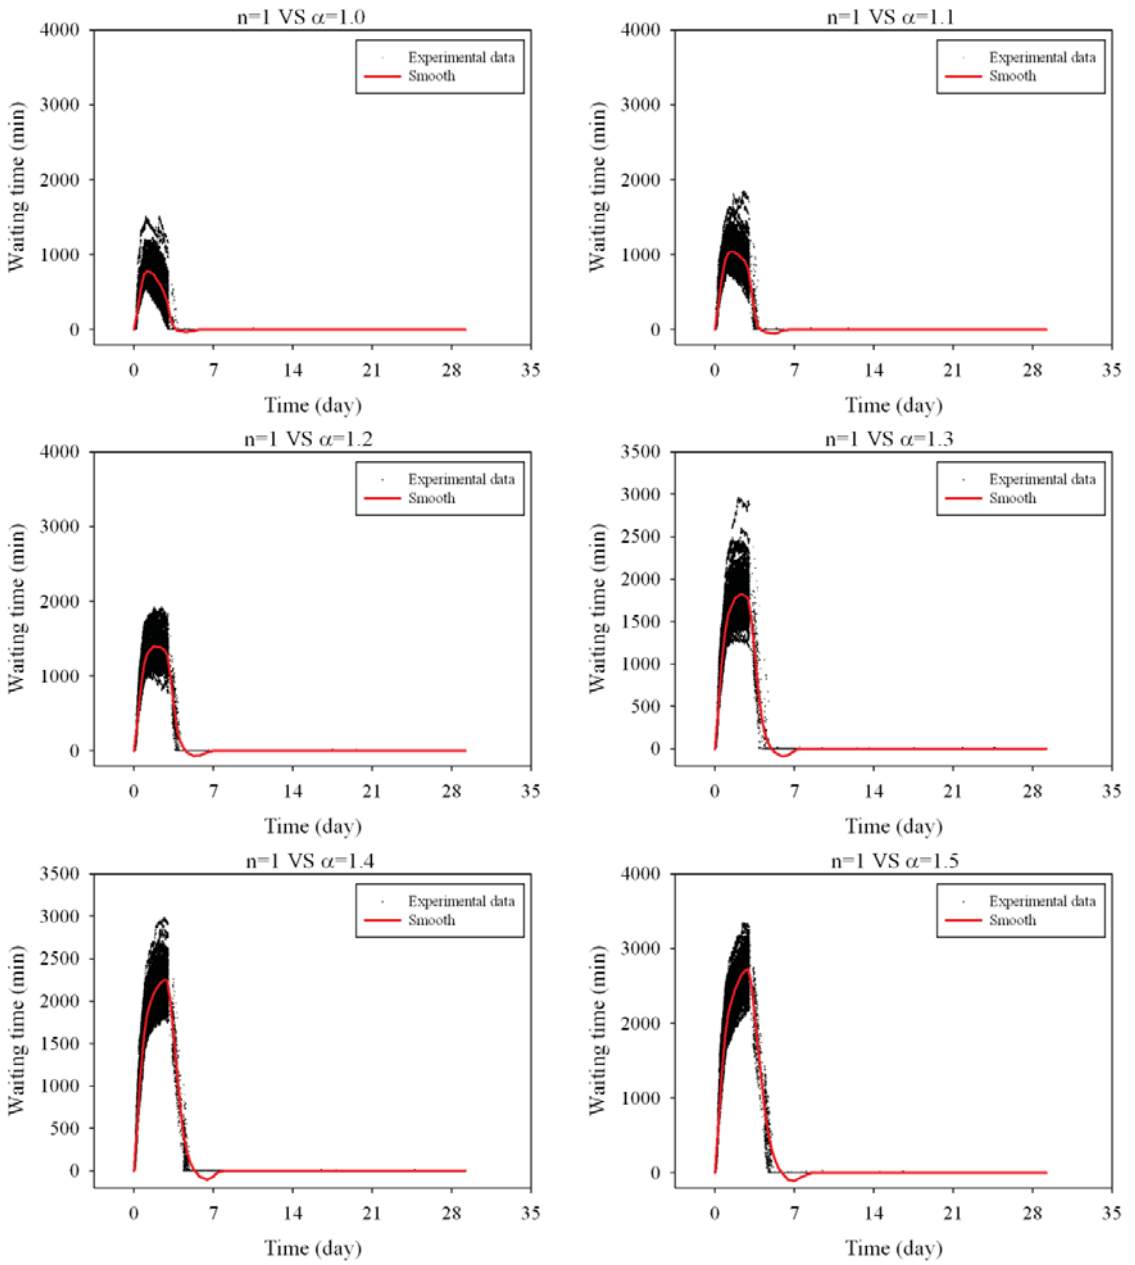 n=1 VS α=1.0
4000
3000
2000
1000
0
Waiting time (min)
Experimental data
Smooth
0 7 14 21 28 35
Time (day)
n=1 VS α=1.1
4000
3000
2000
1000
0
Waiting time (min)
Experimental data
Smooth
0 7 14 21 28 35
Time (day)
n=1 VS α=1.2
4000
3000
2000
1000
0
Waiting time (min)
Experimental data
Smooth
0 7 14 21 28 35
Time (day)
n=1 VS α=1.3
3500
3000
2500
2000
1500
1000
500
0
Waiting time (min)
Experimental data
Smooth
0 7 14 21 28 35
Time (day)
n=1 VS α=1.4
3500
3000
2500
2000
1500
1000
500
0
Waiting time (min)
Experimental data
Smooth
0 7 14 21 28 35
Time (day)
n=1 VS α=1.5
4000
3000
2000
1000
0
Waiting time (min)
Experimental data
Smooth
0 7 14 21 28 35
Time (day)